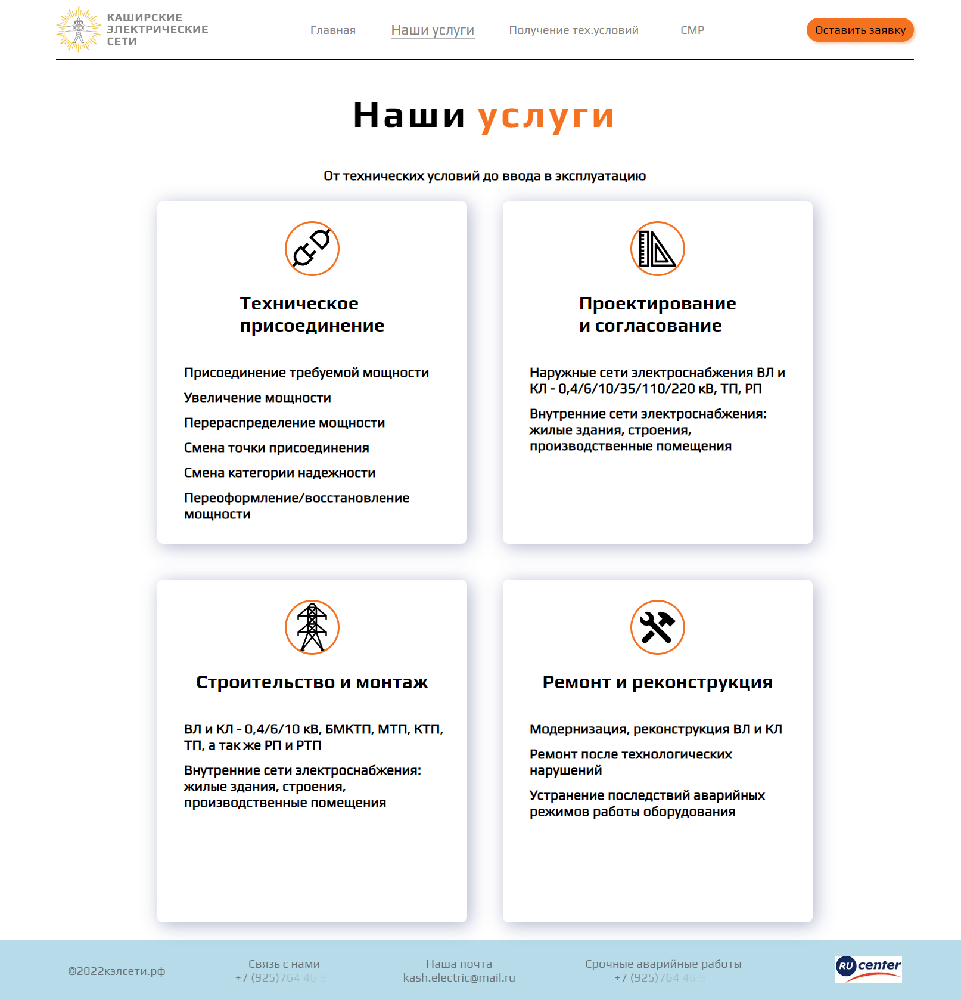 КАШИРСКИЕ
ЭЛЕКТРИЧЕСКИЕ
СЕТИ
Главная
Наши услуги
Получение тех.условий
СМР
Оставить заявку
Наши услуги
От технических условий до ввода в эксплуатацию
Техническое
присоединение
Присоединение требуемой мощности
Увеличение мощности
Перераспределение мощности
Смена точки присоединения
Смена категории надежности
Переоформление/восстановление
мощности
Проектирование
и согласование
Наружные сети электроснабжения ВЛ и
КЛ - 0,4/6/10/35/110/220 кВ, ТП, РП
Внутренние сети электроснабжения:
жилые здания, строения,
производственные помещения
Строительство и монтаж
ВЛ и КЛ - 0,4/6/10 кВ, БМКТП, МТП, КТП,
ТП, а так же РП и РТП
Внутренние сети электроснабжения:
жилые здания, строения,
производственные помещения
Ремонт и реконструкция
Модернизация, реконструкция ВЛ и КЛ
Ремонт после технологических
нарушений
Устранение последствий аварийных
режимов работы оборудования
©2022кэлсети.рф
Связь с нами
+7 (925)764 46 9
Наша почта
kash.electric@mail.ru
Срочные аварийные работы
+7 (925)764 46 9
RU center